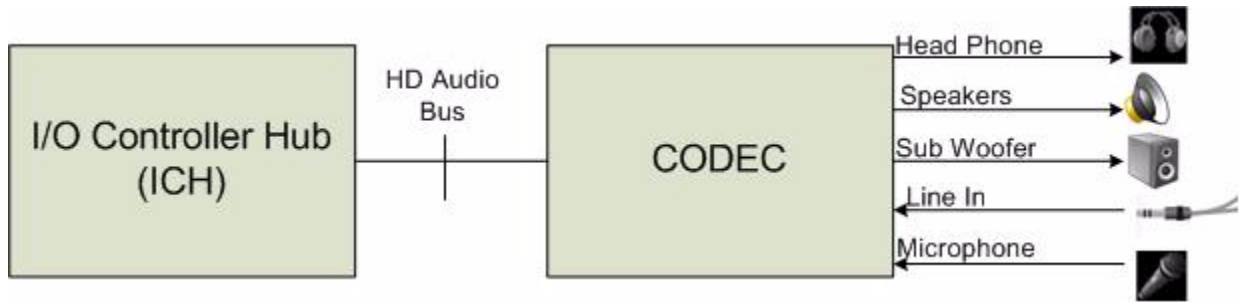 I/O Controller Hub
(ICH)
HD Audio
Bus
CODEC
Head Phone
Speakers
Sub Woofer
Line In
Microphone